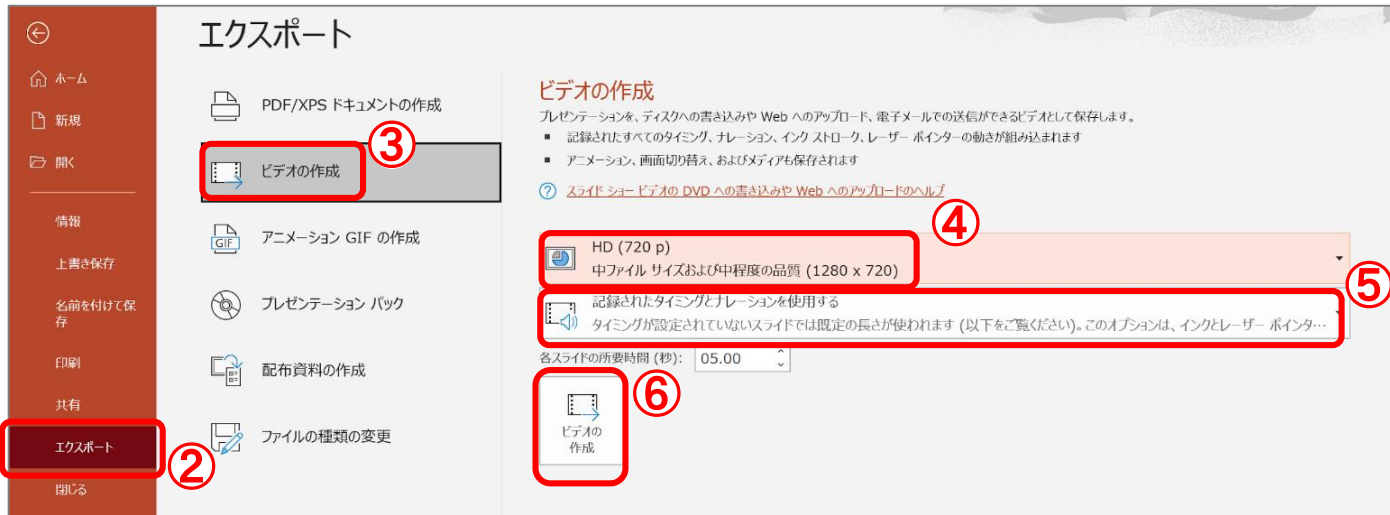 エクスポート
ホーム
新規
開く
情報
上書き保存
名前を付けて保
存
印刷
共有
エクスポート
②
閉じる
PDF/XPS ドキュメントの作成
③
ビデオの作成
GIF
アニメーション GIF の作成
プレゼンテーション パック
配布資料の作成
ファイルの種類の変更
ビデオの作成
プレゼンテーションを、ディスクへの書き込みや Web へのアップロード、電子メールでの送信ができるビデオとして保存します。
■ 記録されたすべてのタイミング、ナレーション、インク ストローク、レーザー ポインターの動きが組み込まれます
■ アニメーション、画面切り替え、およびメディアも保存されます
? スライド ショー ビデオの DVD への書き込みや Web へのアップロードのヘルプ
④
HD (720 p)
中ファイル サイズおよび中程度の品質 (1280 x 720)
⑤
記録されたタイミングとナレーションを使用する
タイミングが設定されていないスライドでは既定の長さが使われます (以下をご覧ください)。このオプションは、インクとレーザー ポインタ…
各スライドの所要時間 (秒): 05.00
⑥
ビデオの
作成